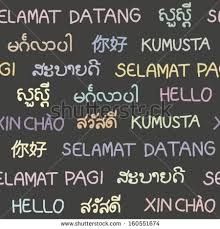 SELAMAT DATANG សួស្ដី
မင်္ဂလာပါ 你好 KUMUSTA
PAGI ສະບາຍດີ SELAMAT PAGI
សួស្ដី မင်္ဂလာပါ HELLO
XIN CHÀO สวัสดี KUMUSTA
你好 SELAMAT DATANG
SELAMAT PAGI ສະບາຍດີ
HELLO สวัสดี XIN CHÀO
www.shutterstock.com · 160551674